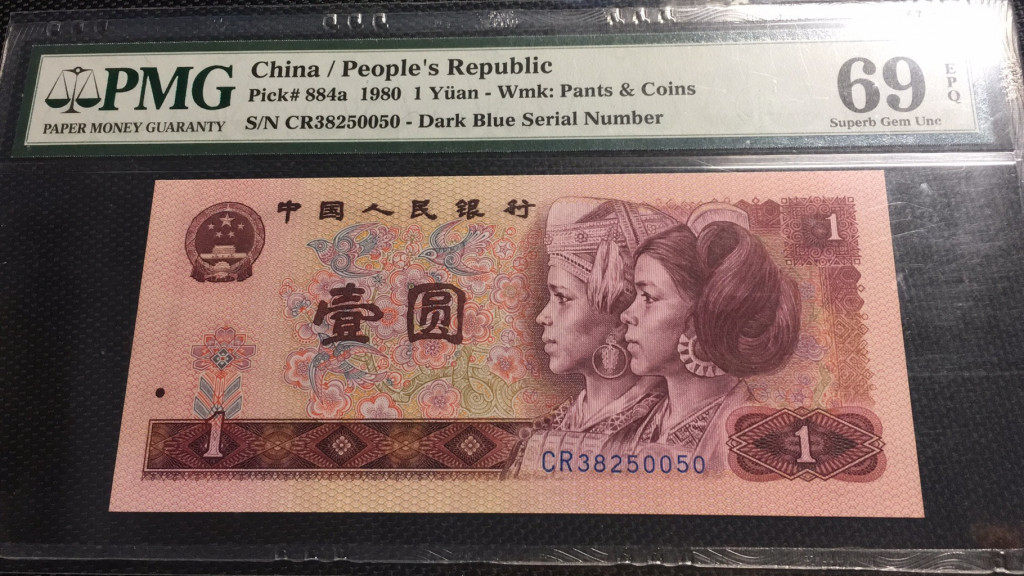 PMG
PAPER MONEY GUARANTY
China / People's Republic
Pick# 884a 1980 1 Yüan - Wmk: Pants & Coins
S/N CR38250050 - Dark Blue Serial Number
69
EPQ
Superb Gem Unc
中国人民银行
1
壹圆
1
CR38250050
1